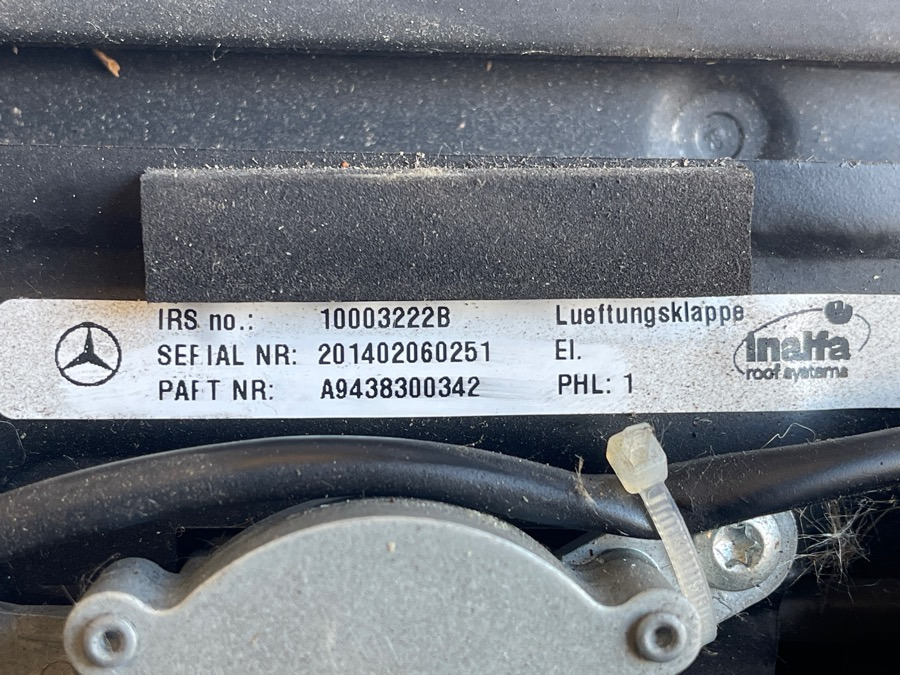 IRS no.: 10003222B Lueftungsklappe
SERIAL NR: 201402060251 El.
PART NR: A9438300342 PHL: 1
Inalfa
roof systems